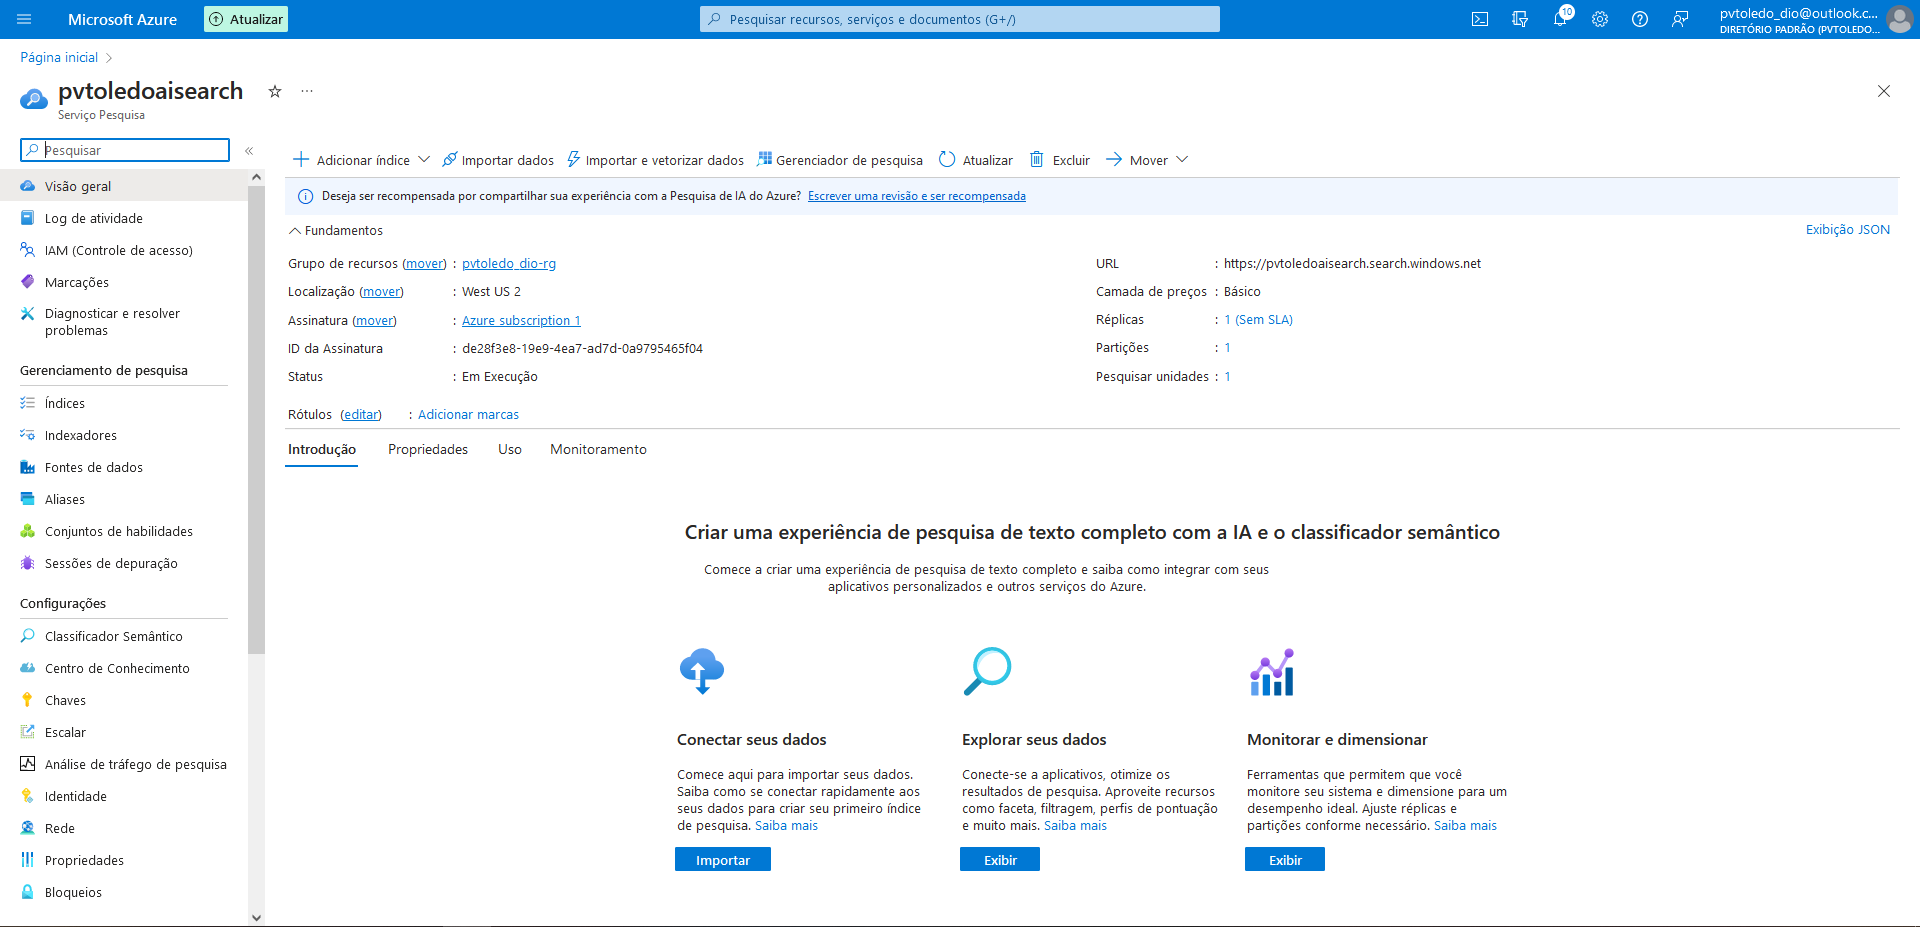 Microsoft Azure
Atualizar
Pesquisar recursos, serviços e documentos (G+/)
10
pvtoledo_dio@outlook.c...
DIRETÓRIO PADRÃO (PVTOLEDO...
Página inicial
pvtoledoaisearch
Serviço Pesquisa
Pesquisar
Visão geral
Log de atividade
IAM (Controle de acesso)
Marcações
Diagnosticar e resolver
problemas
Gerenciamento de pesquisa
Índices
Indexadores
Fontes de dados
Aliases
Conjuntos de habilidades
Sessões de depuração
Configurações
Classificador Semântico
Centro de Conhecimento
Chaves
Escalar
Análise de tráfego de pesquisa
Identidade
Rede
Propriedades
Bloqueios
Adicionar índice
Importar dados
Importar e vetorizar dados
Gerenciador de pesquisa
Atualizar
Excluir
Mover
Deseja ser recompensada por compartilhar sua experiência com a Pesquisa de IA do Azure? Escrever uma revisão e ser recompensada
Fundamentos
Exibição JSON
Grupo de recursos (mover) : pvtoledo_dio-rg
Localização (mover) : West US 2
Assinatura (mover) : Azure subscription 1
ID da Assinatura : de28f3e8-19e9-4ea7-ad7d-0a9795465f04
Status : Em Execução
URL : https://pvtoledoaisearch.search.windows.net
Camada de preços : Básico
Réplicas : 1 (Sem SLA)
Partições : 1
Pesquisar unidades : 1
Rótulos (editar) : Adicionar marcas
Introdução
Propriedades
Uso
Monitoramento
Criar uma experiência de pesquisa de texto completo com a IA e o classificador semântico
Comece a criar uma experiência de pesquisa de texto completo e saiba como integrar com seus
aplicativos personalizados e outros serviços do Azure.
Conectar seus dados
Comece aqui para importar seus dados.
Saiba como se conectar rapidamente aos
seus dados para criar seu primeiro índice
de pesquisa. Saiba mais
Importar
Explorar seus dados
Conecte-se a aplicativos, otimize os
resultados de pesquisa. Aproveite recursos
como faceta, filtragem, perfis de pontuação
e muito mais. Saiba mais
Exibir
Monitorar e dimensionar
Ferramentas que permitem que você
monitore seu sistema e dimensione para um
desempenho ideal. Ajuste réplicas e
partições conforme necessário. Saiba mais
Exibir